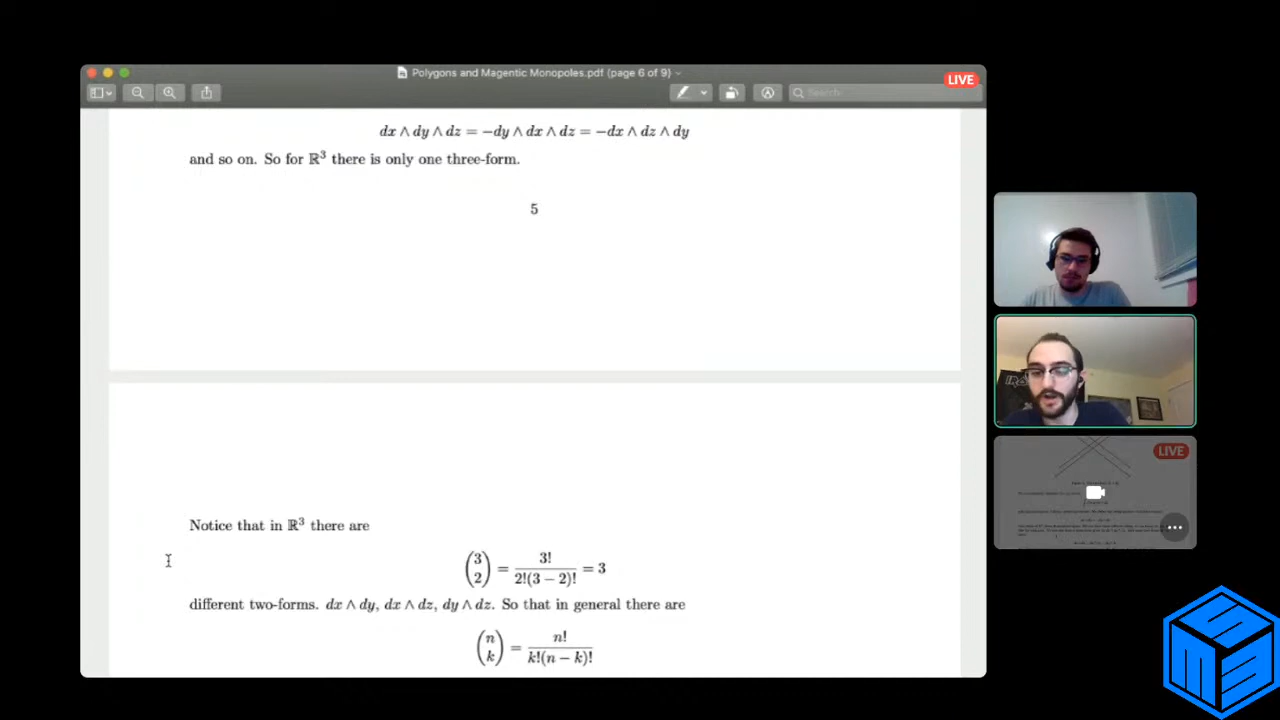 Polygons and Magentic Monopoles.pdf (page 6 of 9)
LIVE
Search
dx ∧ dy ∧ dz = −dy ∧ dx ∧ dz = −dx ∧ dz ∧ dy
and so on. So for ℝ³ there is only one three-form.
5
Notice that in ℝ³ there are
(3 2) = 3!/2!(3 − 2)! = 3
different two-forms. dx ∧ dy, dx ∧ dz, dy ∧ dz. So that in general there are
(n k) = n!/k!(n − k)!
LIVE